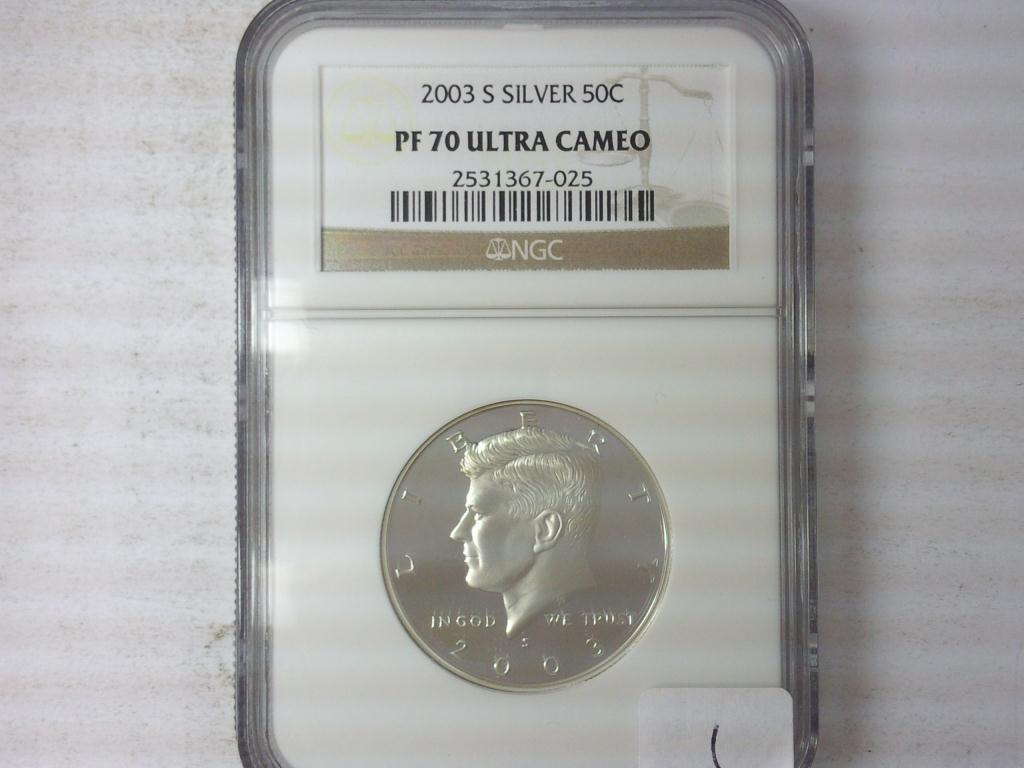 2003 S SILVER 50C
PF 70 ULTRA CAMEO
2531367-025
NGC
LIBERTY
IN GOD WE TRUST
S
2003